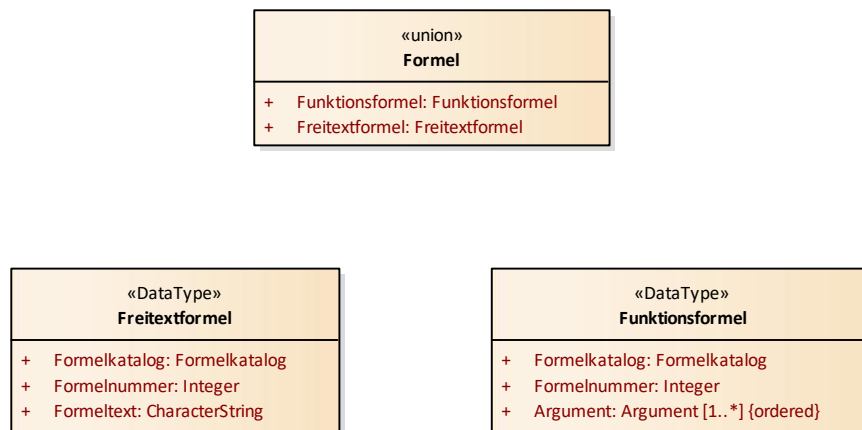 «union»
Formel
+ Funktionsformel: Funktionsformel
+ Freitextformel: Freitextformel
«DataType»
Freitextformel
+ Formelkatalog: Formelkatalog
+ Formelnummer: Integer
+ Formeltext: CharacterString
«DataType»
Funktionsformel
+ Formelkatalog: Formelkatalog
+ Formelnummer: Integer
+ Argument: Argument [1..*] {ordered}